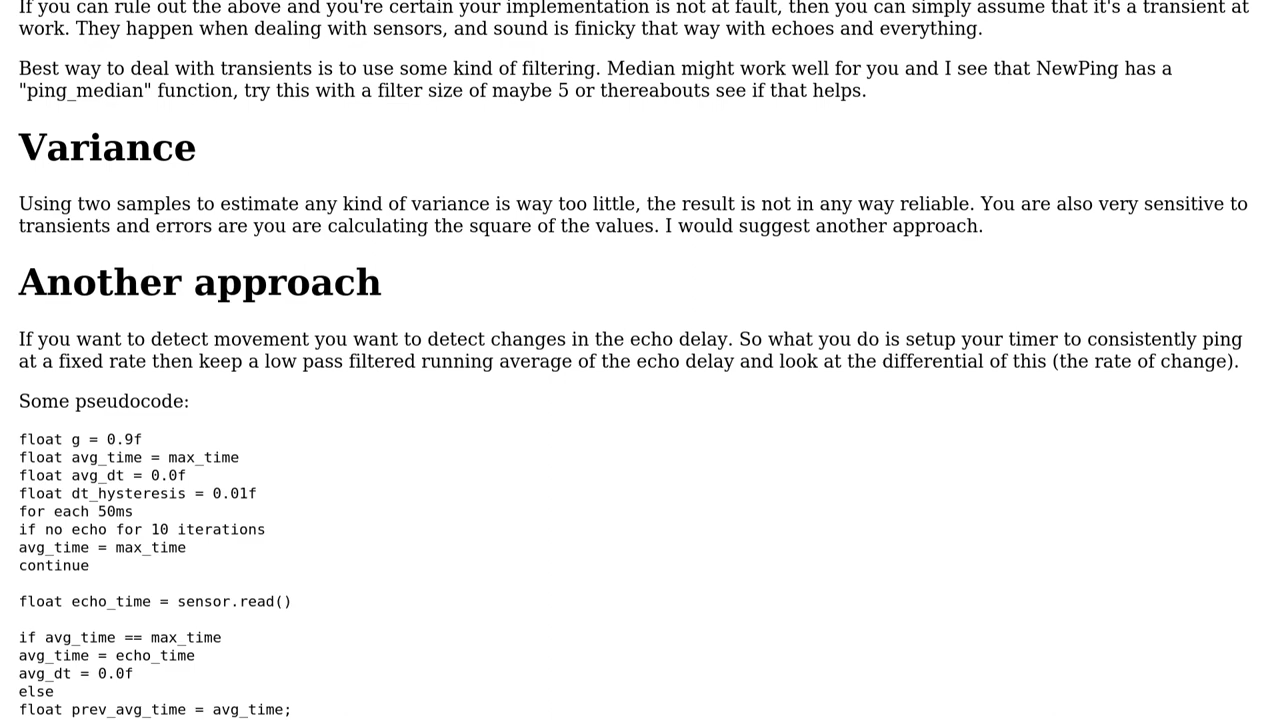 If you can rule out the above and you're certain your implementation is not at fault, then you can simply assume that it's a transient at
work. They happen when dealing with sensors, and sound is finicky that way with echoes and everything.
Best way to deal with transients is to use some kind of filtering. Median might work well for you and I see that NewPing has a
"ping_median" function, try this with a filter size of maybe 5 or thereabouts see if that helps.
Variance
Using two samples to estimate any kind of variance is way too little, the result is not in any way reliable. You are also very sensitive to
transients and errors are you are calculating the square of the values. I would suggest another approach.
Another approach
If you want to detect movement you want to detect changes in the echo delay. So what you do is setup your timer to consistently ping
at a fixed rate then keep a low pass filtered running average of the echo delay and look at the differential of this (the rate of change).
Some pseudocode:
float g = 0.9f
float avg_time = max_time
float avg_dt = 0.0f
float dt_hysteresis = 0.01f
for each 50ms
if no echo for 10 iterations
avg_time = max_time
continue
float echo_time = sensor.read()
if avg_time == max_time
avg_time = echo_time
avg_dt = 0.0f
else
float prev_avg_time = avg_time;